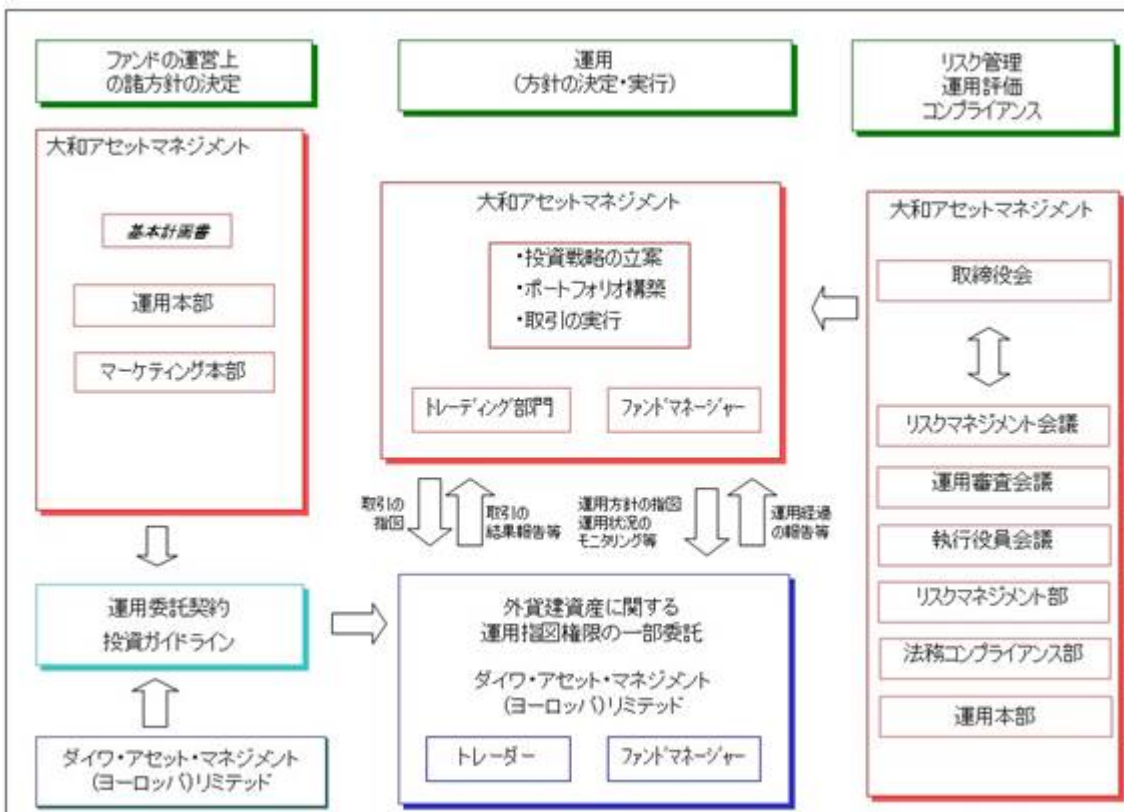 ファンドの運営上
の諸方針の決定
運用
(方針の決定・実行)
リスク管理
運用評価
コンプライアンス
大和アセットマネジメント
基本計画書
運用本部
マーケティング本部
大和アセットマネジメント
・投資戦略の立案
・ポートフォリオ構築
・取引の実行
トレーディング部門
ファンドマネージャー
大和アセットマネジメント
取締役会
リスクマネジメント会議
運用審査会議
執行役員会議
リスクマネジメント部
法務コンプライアンス部
運用本部
取引の
指図
取引の
結果報告等
運用方針の指図
運用状況の
モニタリング等
運用経過
の報告等
運用委託契約
投資ガイドライン
外貨建資産に関する
運用指図権限の一部委託
ダイワ・アセット・マネジメント
(ヨーロッパ)リミテッド
トレーダー
ファンドマネージャー
ダイワ・アセット・マネジメント
(ヨーロッパ)リミテッド